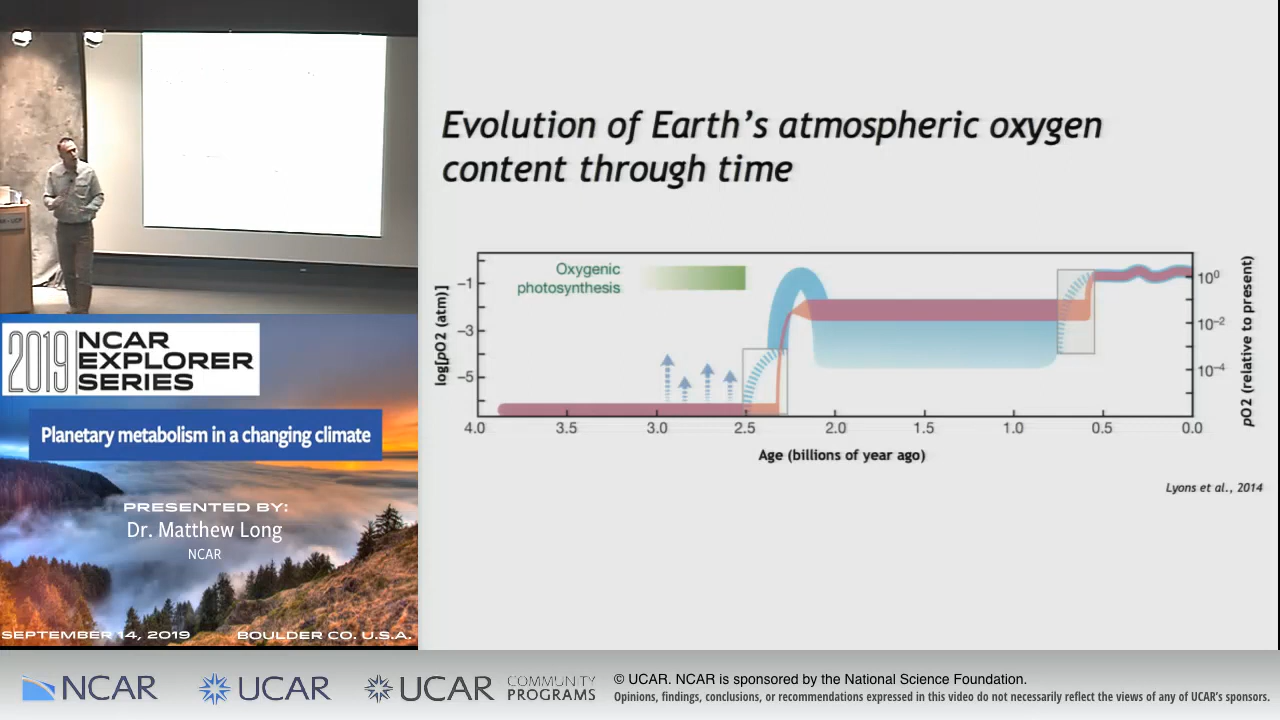 Evolution of Earth's atmospheric oxygen
content through time
Oxygenic
photosynthesis
log[pO2 (atm)]
−1
−3
−5
10⁰
10⁻²
10⁻⁴
pO2 (relative to present)
4.0 3.5 3.0 2.5 2.0 1.5 1.0 0.5 0.0
Age (billions of year ago)
Lyons et al., 2014
2019 NCAR
EXPLORER
SERIES
Planetary metabolism in a changing climate
PRESENTED BY:
Dr. Matthew Long
NCAR
SEPTEMBER 14, 2019 BOULDER CO. U.S.A.
NCAR UCAR UCAR COMMUNITY
PROGRAMS
© UCAR. NCAR is sponsored by the National Science Foundation.
Opinions, findings, conclusions, or recommendations expressed in this video do not necessarily reflect the views of any of UCAR's sponsors.